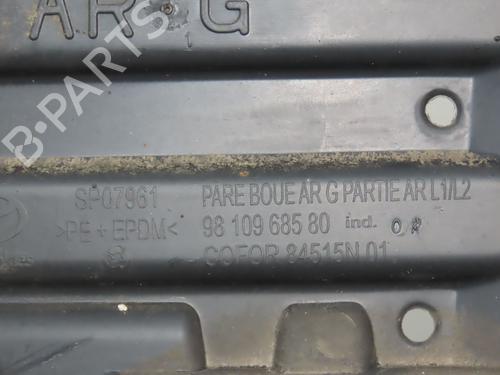 AR G
1
B-PARTS
SP07961
PARE BOUE AR G PARTIE AR L1/L2
>PE + EPDM<
98 109 685 80 ind.
COFOR 84515N 01